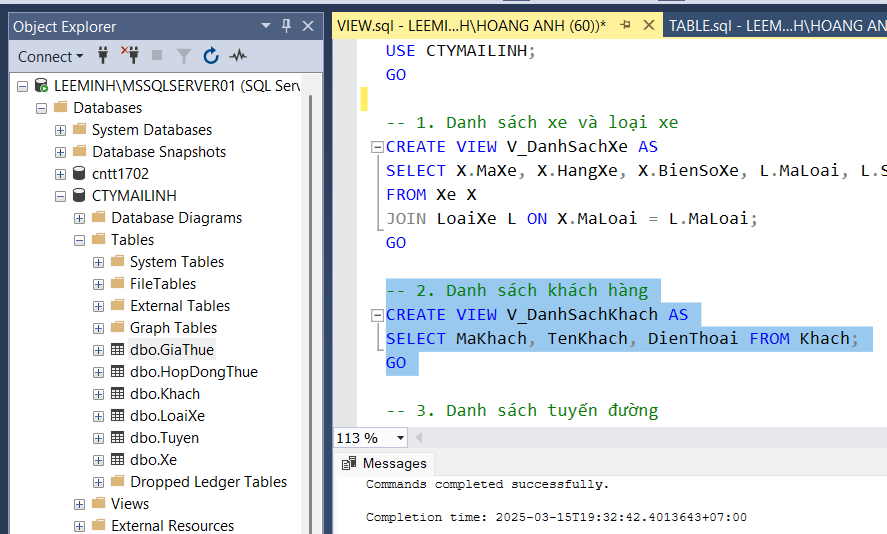 Object Explorer
Connect
LEEMINH\MSSQLSERVER01 (SQL Serv
Databases
System Databases
Database Snapshots
cntt1702
CTYMAILINH
Database Diagrams
Tables
System Tables
FileTables
External Tables
Graph Tables
dbo.GiaThue
dbo.HopDongThue
dbo.Khach
dbo.LoaiXe
dbo.Tuyen
dbo.Xe
Dropped Ledger Tables
Views
External Resources
VIEW.sql - LEEMI...H\HOANG ANH (60))* TABLE.sql - LEEM...H\HOANG AN
USE CTYMAILINH;
GO
-- 1. Danh sách xe và loại xe
CREATE VIEW V_DanhSachXe AS
SELECT X.MaXe, X.HangXe, X.BienSoXe, L.MaLoai, L.S
FROM Xe X
JOIN LoaiXe L ON X.MaLoai = L.MaLoai;
GO
-- 2. Danh sách khách hàng
CREATE VIEW V_DanhSachKhach AS
SELECT MaKhach, TenKhach, DienThoai FROM Khach;
GO
-- 3. Danh sách tuyến đường
113 %
Messages
Commands completed successfully.
Completion time: 2025-03-15T19:32:42.4013643+07:00